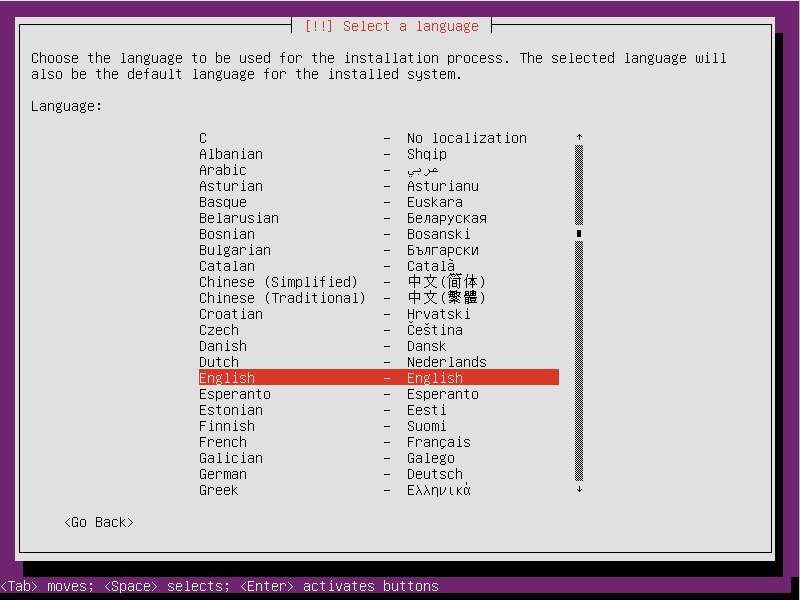 [!!] Select a language
Choose the language to be used for the installation process. The selected language will
also be the default language for the installed system.
Language:
C - No localization
Albanian - Shqip
Arabic - عربي
Asturian - Asturianu
Basque - Euskara
Belarusian - Беларуская
Bosnian - Bosanski
Bulgarian - Български
Catalan - Català
Chinese (Simplified) - 中文(简体)
Chinese (Traditional) - 中文(繁體)
Croatian - Hrvatski
Czech - Čeština
Danish - Dansk
Dutch - Nederlands
English - English
Esperanto - Esperanto
Estonian - Eesti
Finnish - Suomi
French - Français
Galician - Galego
German - Deutsch
Greek - Ελληνικά
<Go Back>
<Tab> moves; <Space> selects; <Enter> activates buttons